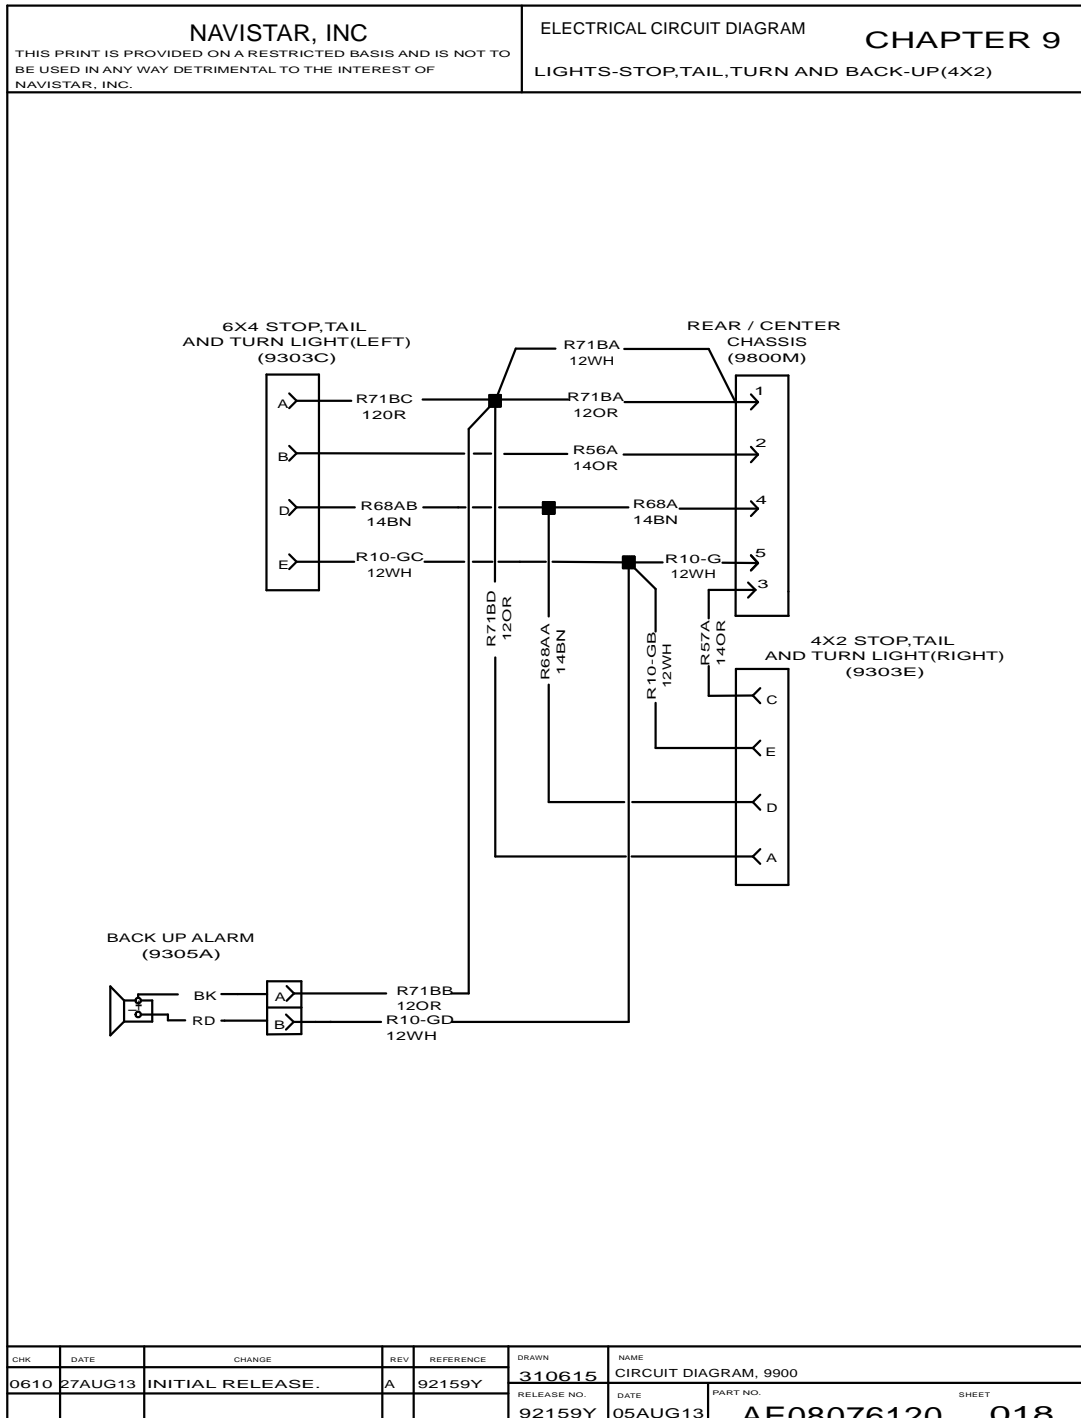 NAVISTAR, INC
THIS PRINT IS PROVIDED ON A RESTRICTED BASIS AND IS NOT TO
BE USED IN ANY WAY DETRIMENTAL TO THE INTEREST OF
NAVISTAR, INC.
ELECTRICAL CIRCUIT DIAGRAM
CHAPTER 9
LIGHTS-STOP,TAIL,TURN AND BACK-UP(4X2)
6X4 STOP,TAIL
AND TURN LIGHT(LEFT)
(9303C)
REAR / CENTER
CHASSIS
(9800M)
R71BA
12WH
A
R71BC
120R
R71BA
12OR
1
B
R56A
14OR
2
D
R68AB
14BN
R68A
14BN
4
E
R10-GC
12WH
R10-G
12WH
5
3
R71BD
12OR
R68AA
14BN
R10-GB
12WH
R57A
14OR
4X2 STOP,TAIL
AND TURN LIGHT(RIGHT)
(9303E)
C
E
D
A
BACK UP ALARM
(9305A)
BK
A
R71BB
12OR
RD
B
R10-GD
12WH
CHK DATE CHANGE REV REFERENCE
0610 27AUG13 INITIAL RELEASE. A 92159Y
DRAWN
310615
NAME
CIRCUIT DIAGRAM, 9900
RELEASE NO.
92159Y
DATE
05AUG13
PART NO.
AE08076120
SHEET
018